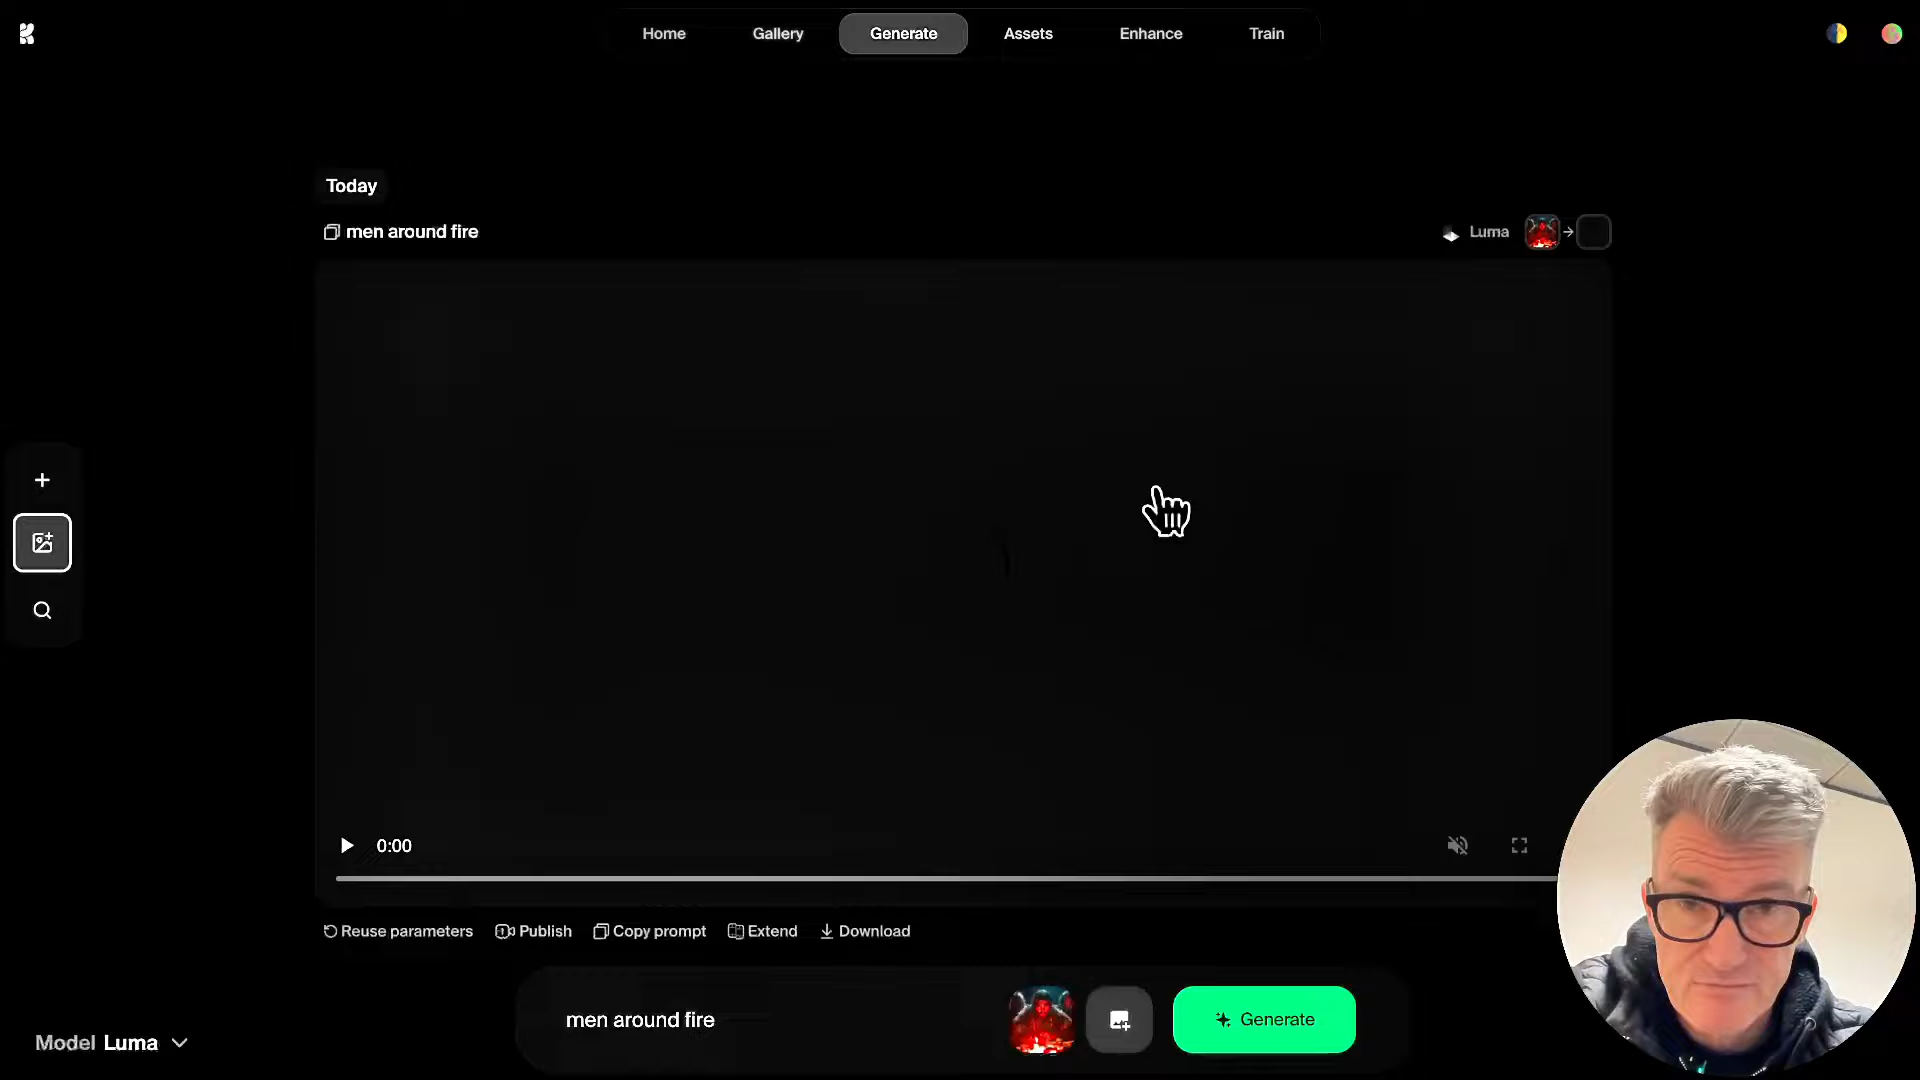 Home
Gallery
Generate
Assets
Enhance
Train
Today
men around fire
Luma
0:00
Reuse parameters
Publish
Copy prompt
Extend
Download
men around fire
Generate
Model Luma